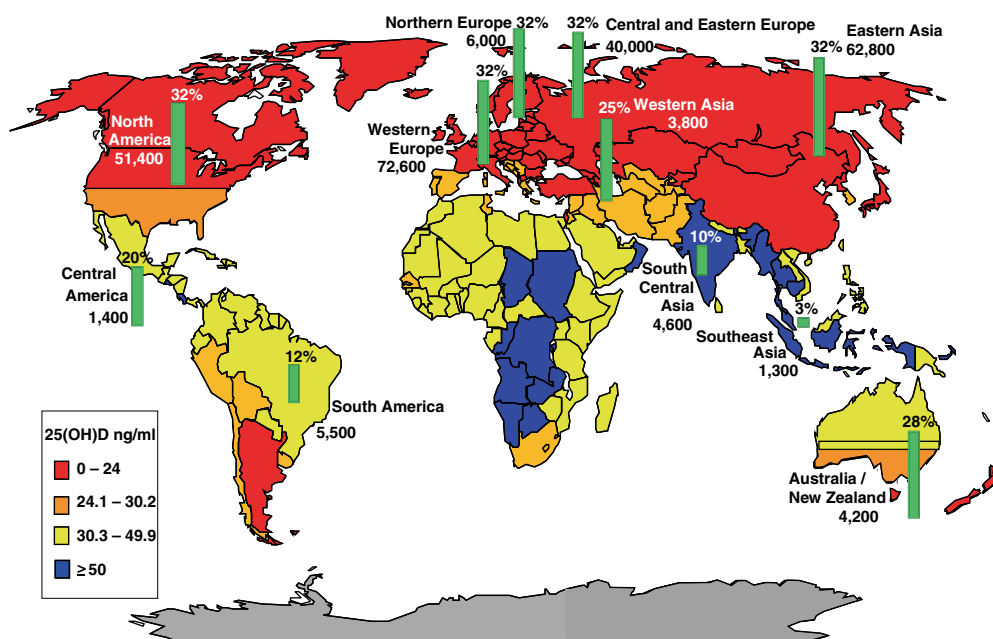 Northern Europe 32%
6,000
32%
Central and Eastern Europe
40,000
Eastern Asia
32% 62,800
32%
North
America
51,400
32%
Western
Europe
72,600
25% Western Asia
3,800
20%
Central
America
1,400
10%
South
Central
Asia
4,600
3%
Southeast
Asia
1,300
12%
South America
5,500
28%
Australia /
New Zealand
4,200
25(OH)D ng/ml
0 – 24
24.1 – 30.2
30.3 – 49.9
≥ 50